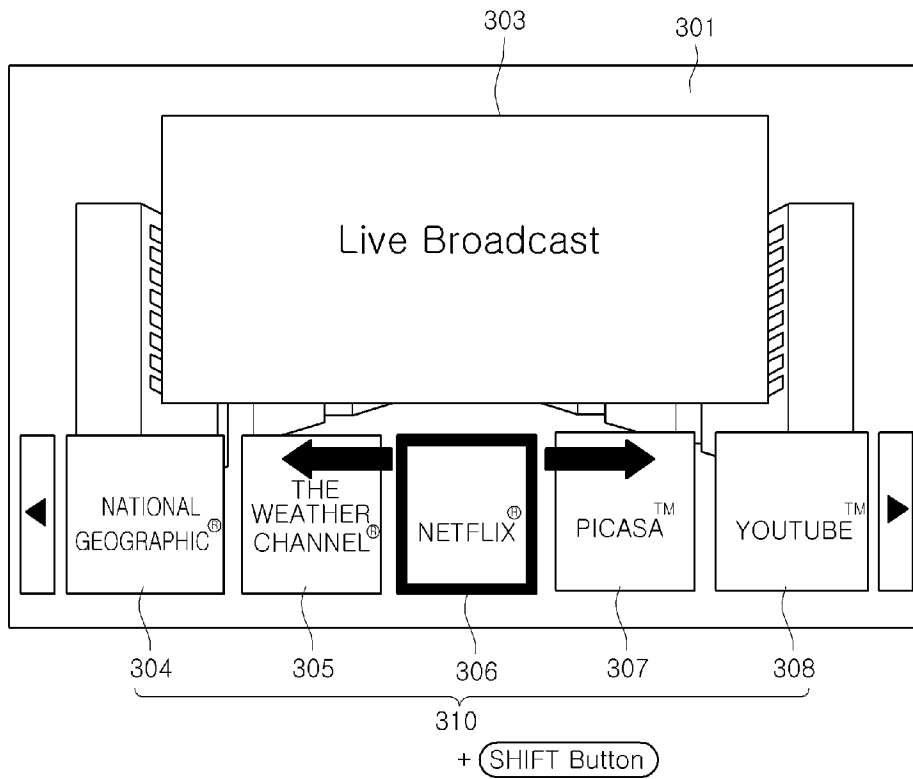 303
301
Live Broadcast
NATIONAL
GEOGRAPHIC®
THE
WEATHER
CHANNEL®
NETFLIX®
PICASA™
YOUTUBE™
304
305
306
307
308
310
+ SHIFT Button